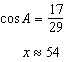 cos A = 17/29
x ≈ 54